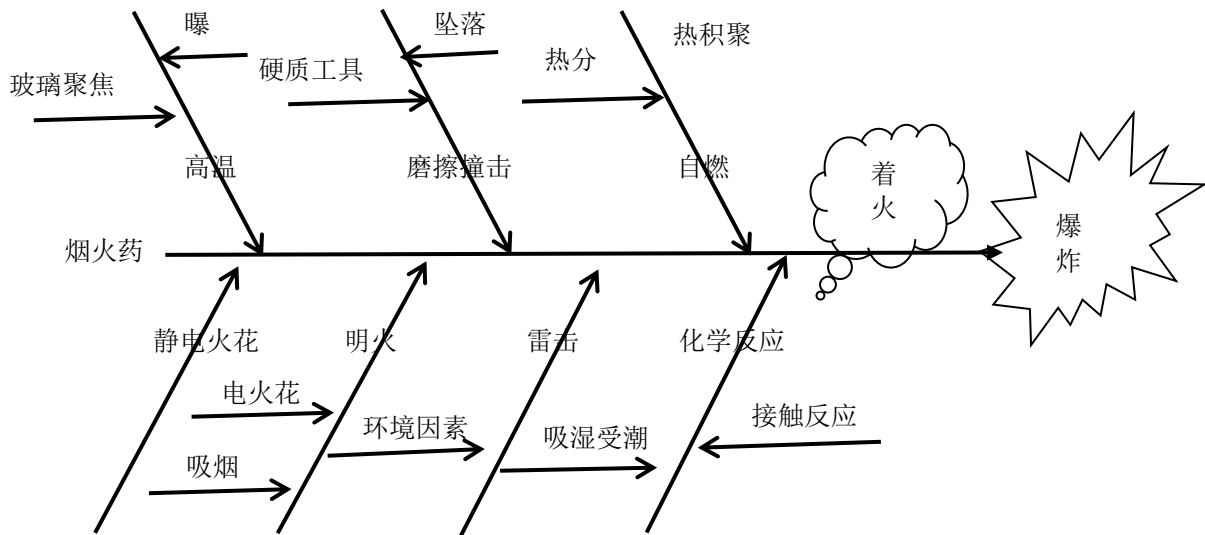 曝
坠落
热积聚
玻璃聚焦
硬质工具
热分
高温
磨擦撞击
自燃
着
火
爆
炸
烟火药
静电火花
明火
雷击
化学反应
电火花
环境因素
吸湿受潮
接触反应
吸烟